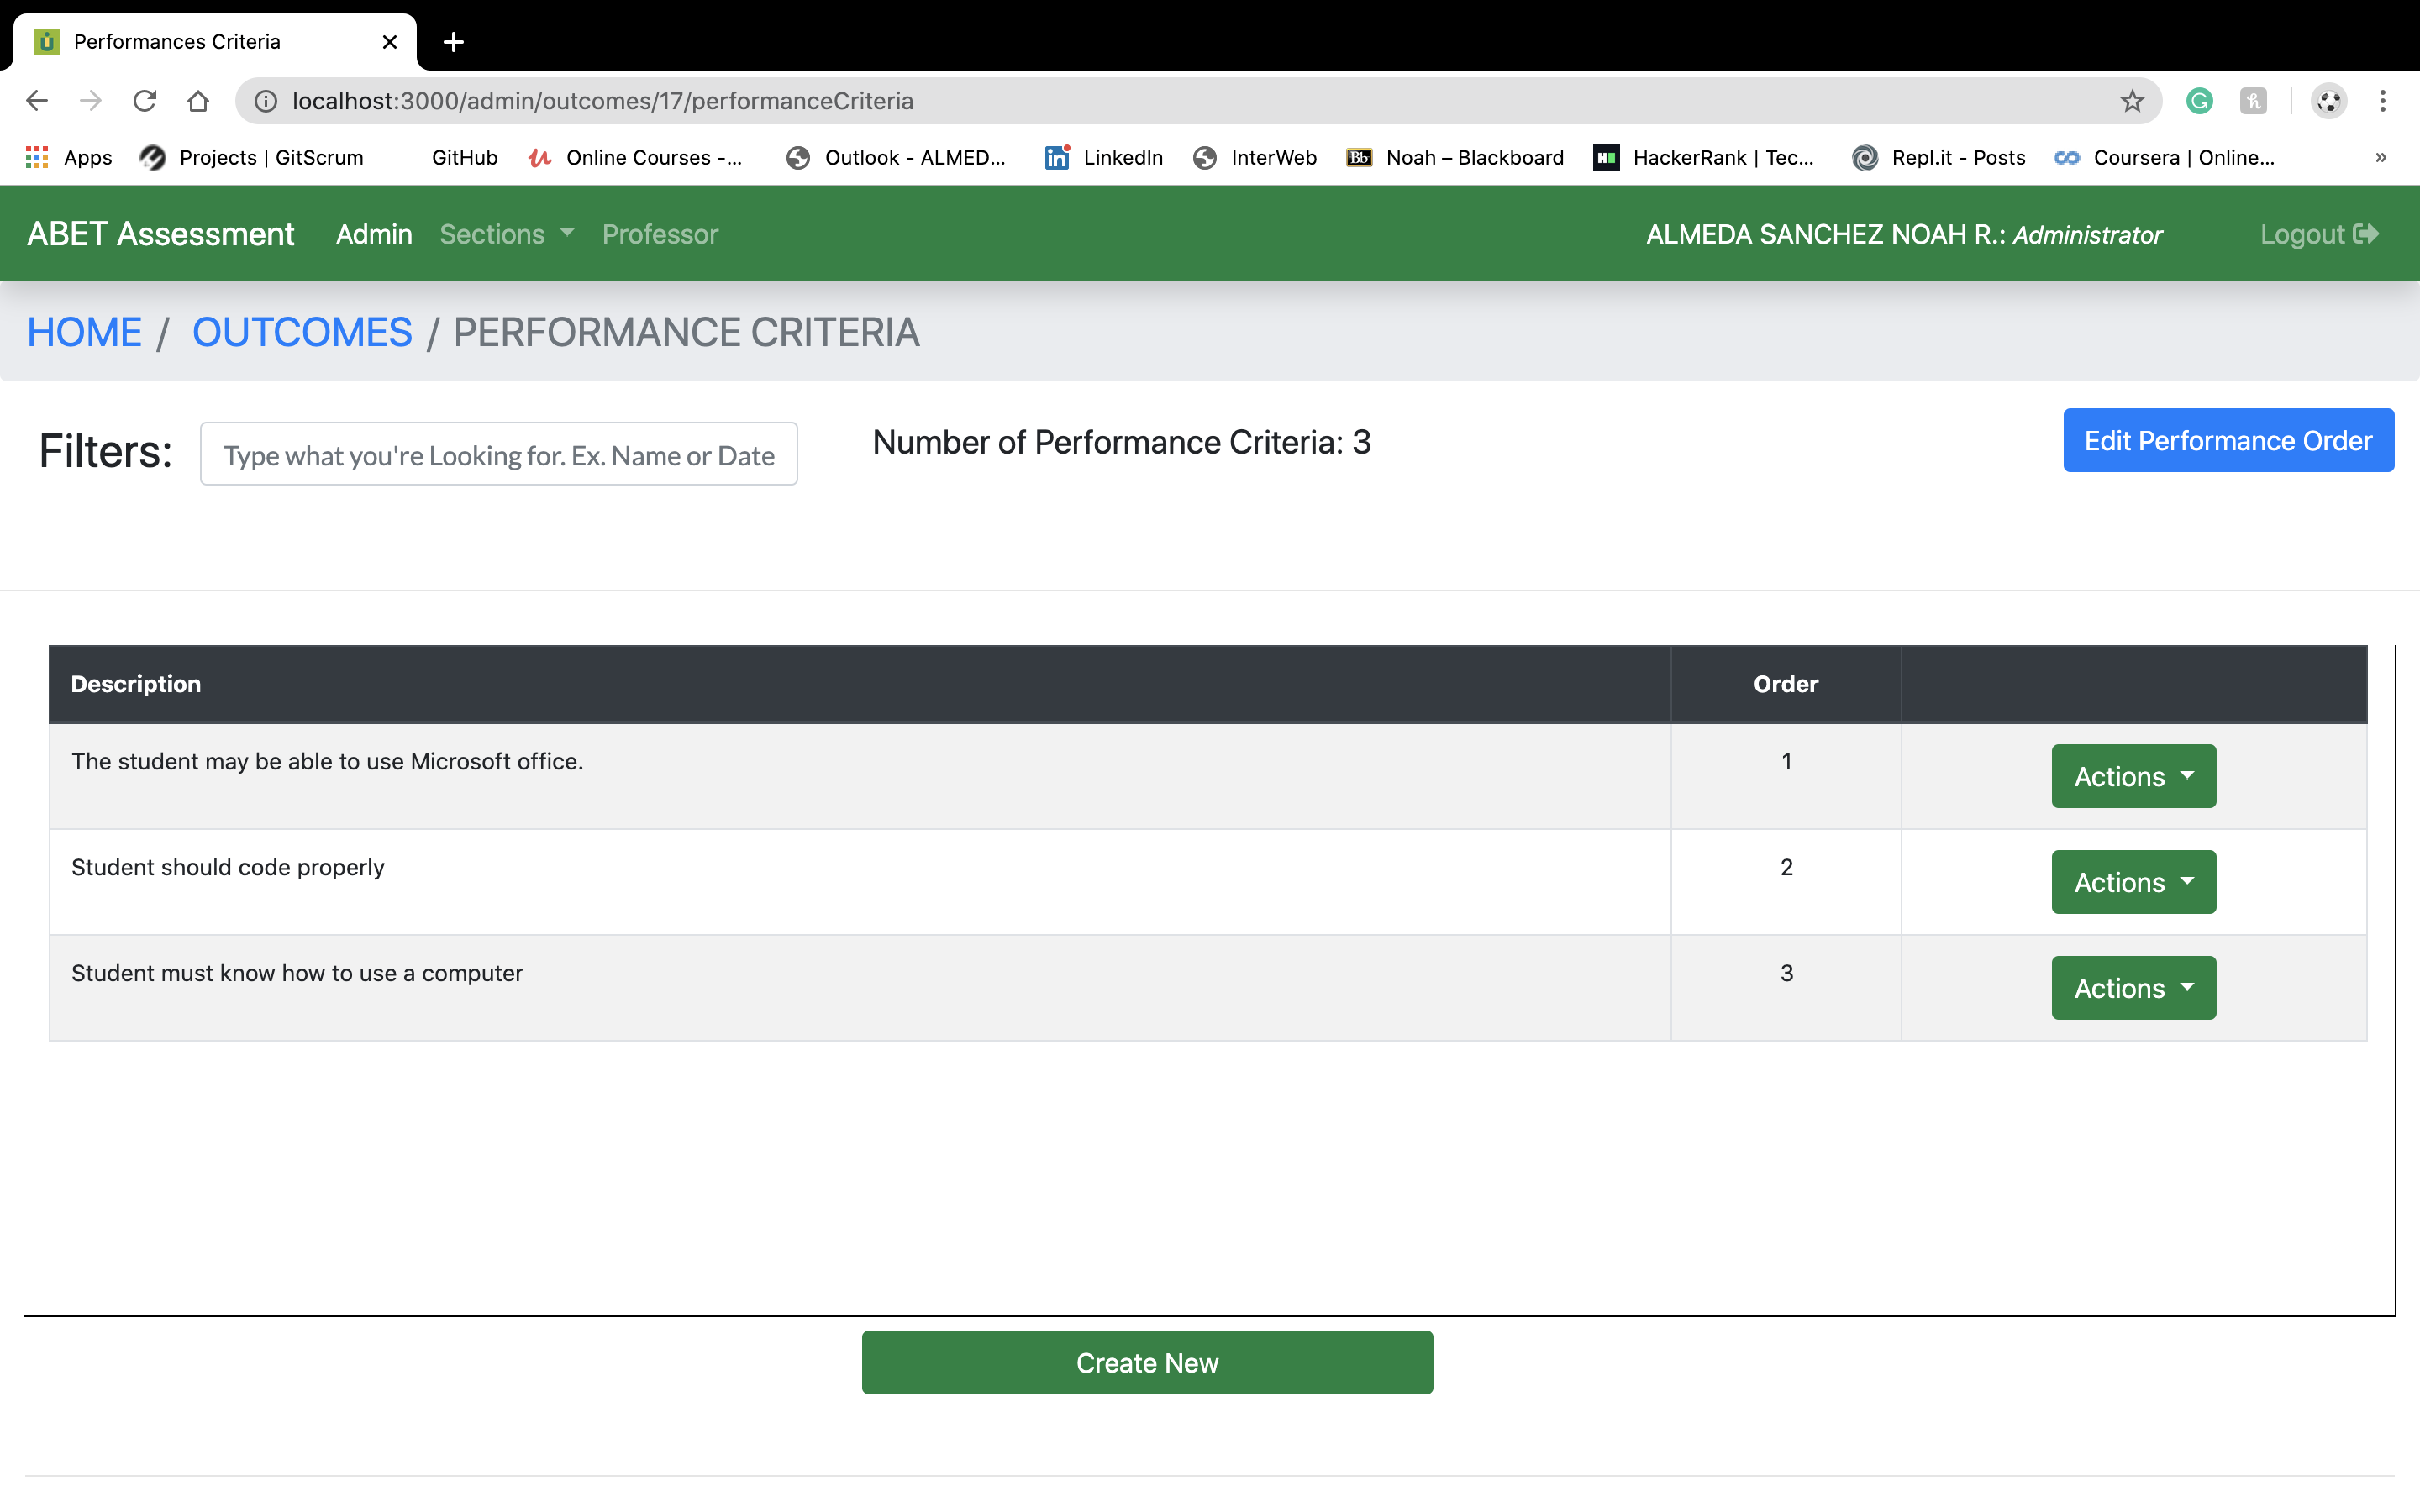 Performances Criteria
localhost:3000/admin/outcomes/17/performanceCriteria
Apps Projects | GitScrum GitHub Online Courses -... Outlook - ALMED... LinkedIn InterWeb Noah – Blackboard HackerRank | Tec... Repl.it - Posts Coursera | Online... »
ABET Assessment Admin Sections Professor ALMEDA SANCHEZ NOAH R.: Administrator Logout
HOME / OUTCOMES / PERFORMANCE CRITERIA
Filters: Type what you're Looking for. Ex. Name or Date Number of Performance Criteria: 3 Edit Performance Order
Description Order
The student may be able to use Microsoft office. 1 Actions
Student should code properly 2 Actions
Student must know how to use a computer 3 Actions
Create New